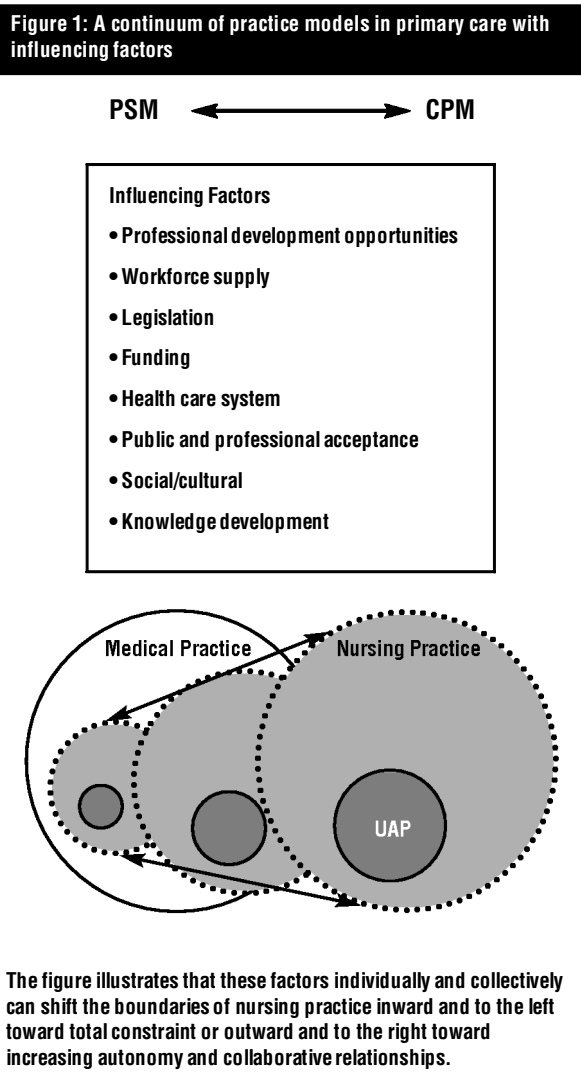 Figure 1: A continuum of practice models in primary care with
influencing factors
PSM CPM
Influencing Factors
• Professional development opportunities
• Workforce supply
• Legislation
• Funding
• Health care system
• Public and professional acceptance
• Social/cultural
• Knowledge development
Medical Practice Nursing Practice
UAP
The figure illustrates that these factors individually and collectively
can shift the boundaries of nursing practice inward and to the left
toward total constraint or outward and to the right toward
increasing autonomy and collaborative relationships.